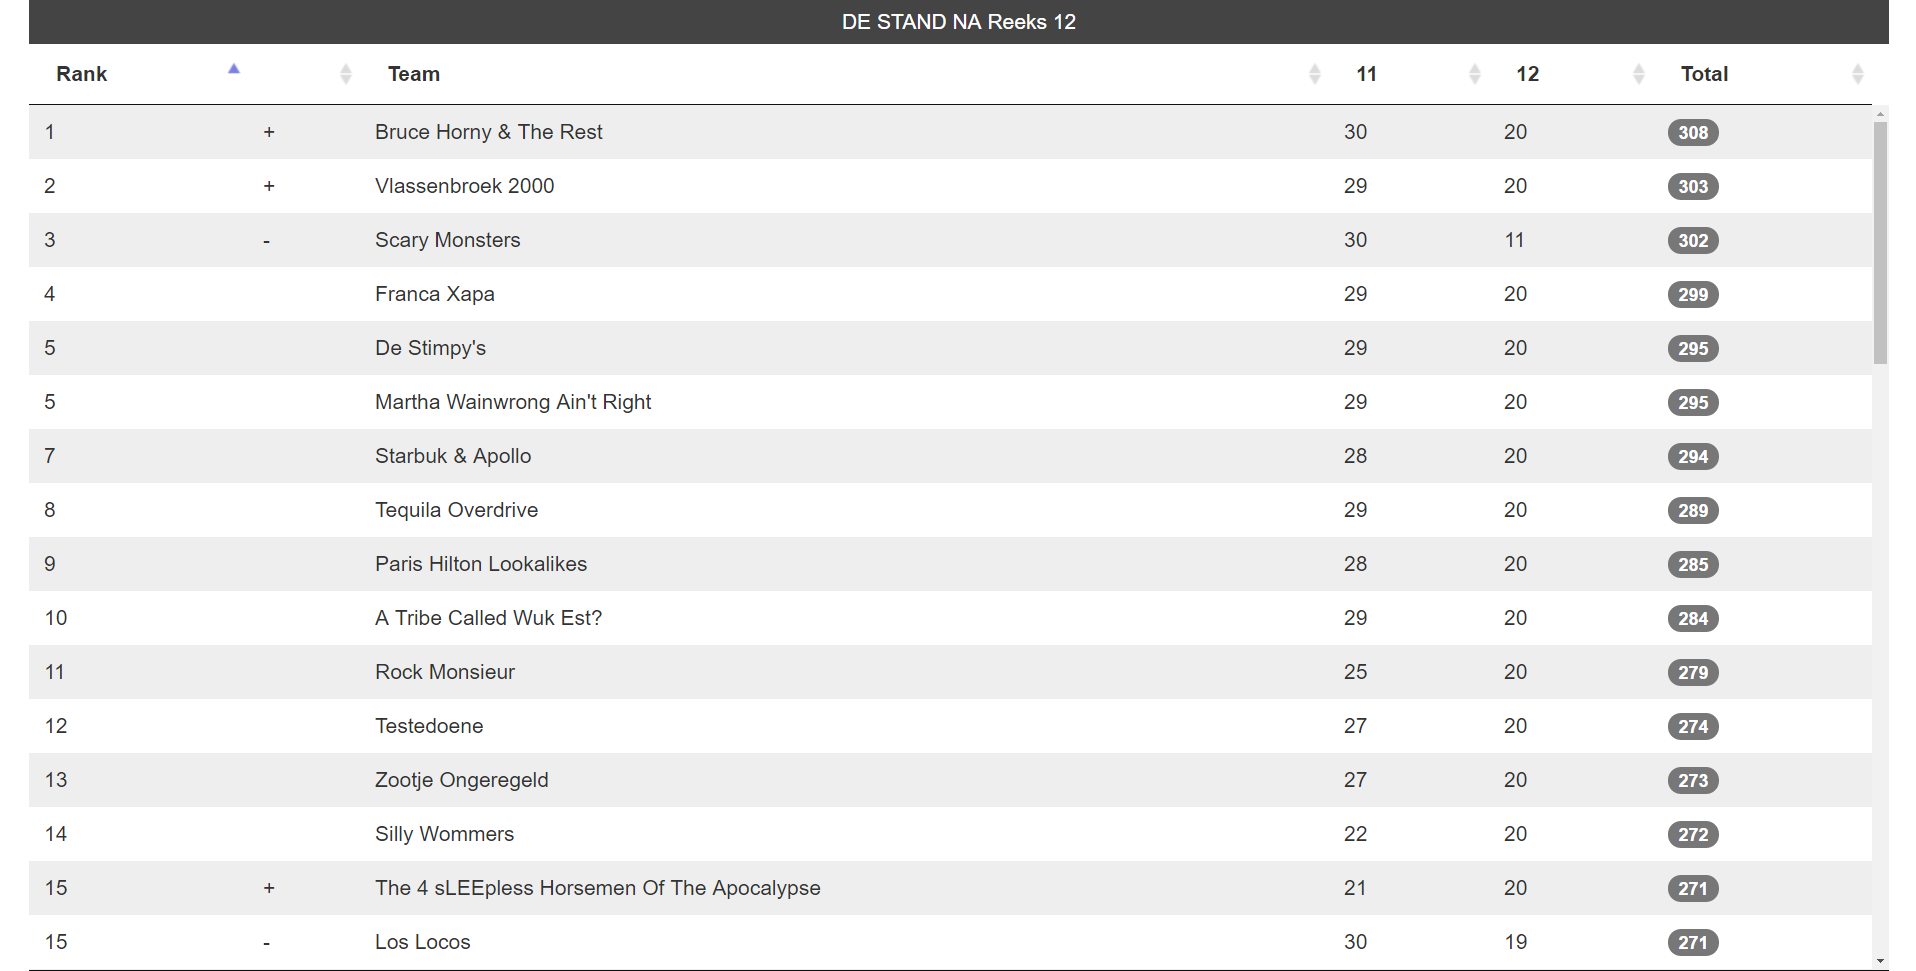 DE STAND NA Reeks 12
Rank Team 11 12 Total
1 + Bruce Horny & The Rest 30 20 308
2 + Vlassenbroek 2000 29 20 303
3 - Scary Monsters 30 11 302
4 Franca Xapa 29 20 299
5 De Stimpy's 29 20 295
5 Martha Wainwrong Ain't Right 29 20 295
7 Starbuk & Apollo 28 20 294
8 Tequila Overdrive 29 20 289
9 Paris Hilton Lookalikes 28 20 285
10 A Tribe Called Wuk Est? 29 20 284
11 Rock Monsieur 25 20 279
12 Testedoene 27 20 274
13 Zootje Ongeregeld 27 20 273
14 Silly Wommers 22 20 272
15 + The 4 sLEEpless Horsemen Of The Apocalypse 21 20 271
15 - Los Locos 30 19 271